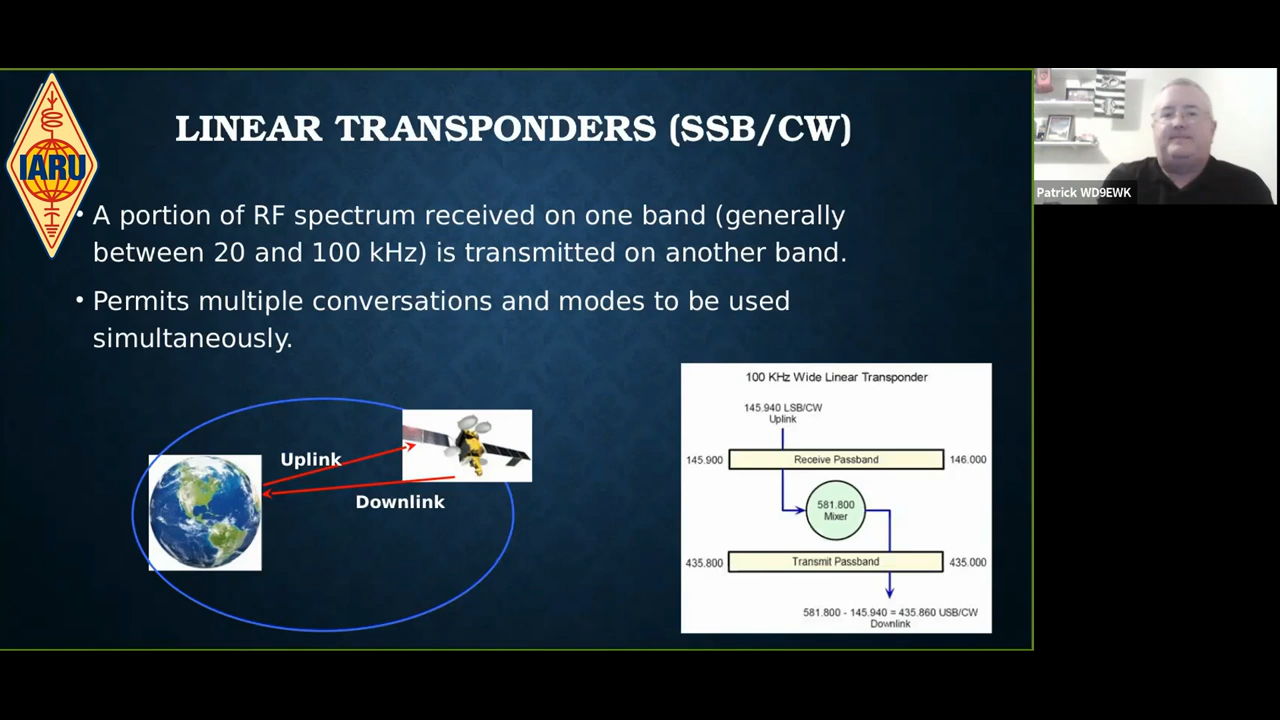 LINEAR TRANSPONDERS (SSB/CW)
IARU
• A portion of RF spectrum received on one band (generally
between 20 and 100 kHz) is transmitted on another band.
• Permits multiple conversations and modes to be used
simultaneously.
Uplink
Downlink
100 KHz Wide Linear Transponder
145.940 LSB/CW
Uplink
145.900 Receive Passband 146.000
581.800
Mixer
435.800 Transmit Passband 435.000
581.800 - 145.940 = 435.860 USB/CW
Downlink
Patrick WD9EWK